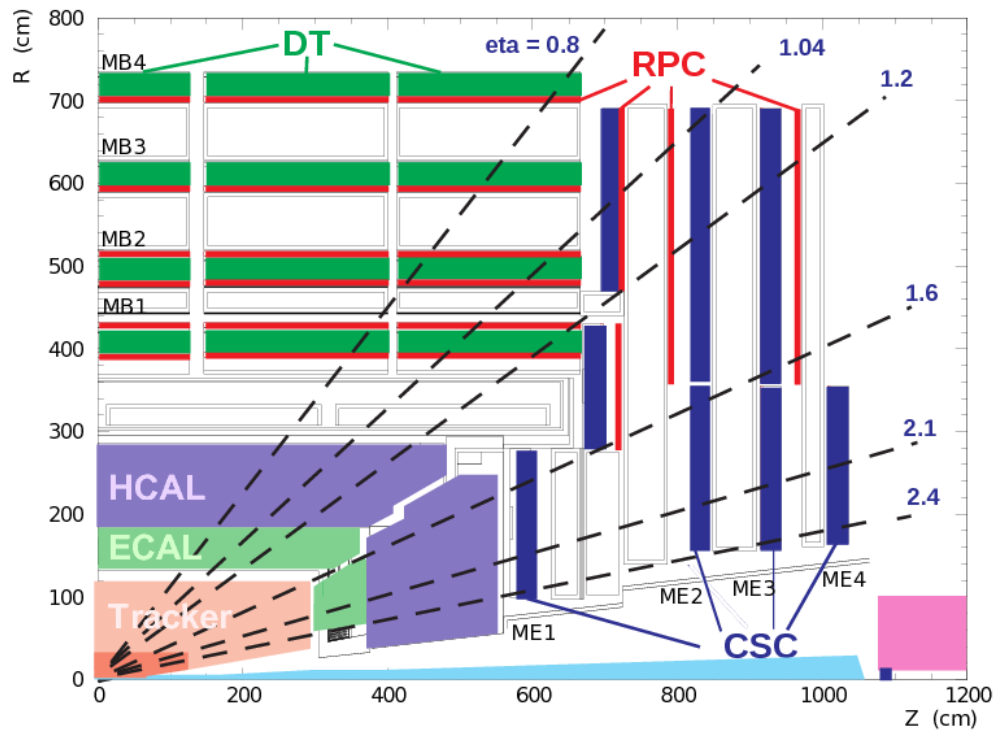 R (cm)
800
700
600
500
400
300
200
100
0
MB4
MB3
MB2
MB1
DT
eta = 0.8
RPC
1.04
1.2
1.6
2.1
2.4
HCAL
ECAL
Tracker
ME1
ME2
ME3
ME4
CSC
0
200
400
600
800
1000
1200
Z (cm)